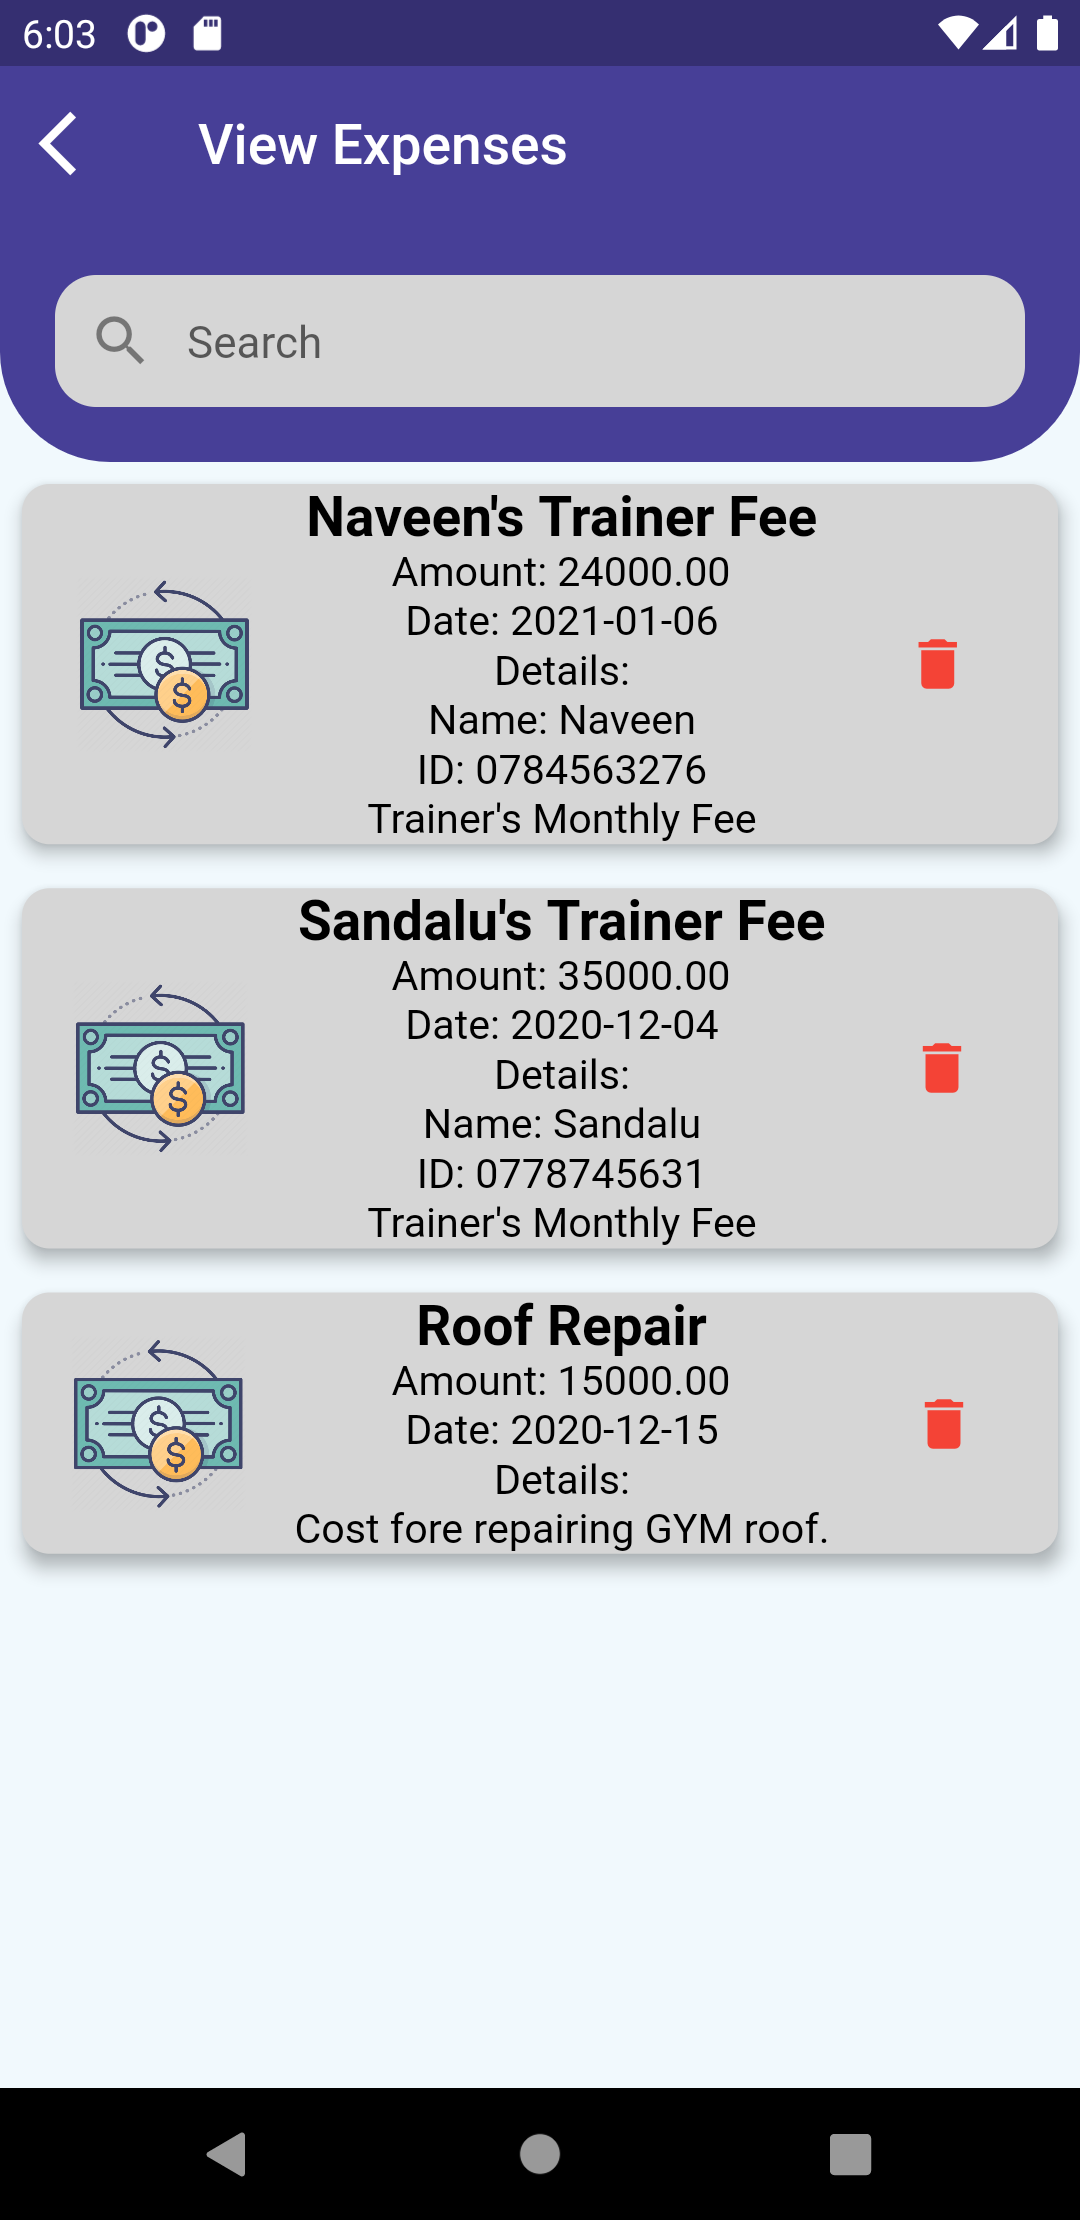 6:03
View Expenses
Search
Naveen's Trainer Fee
Amount: 24000.00
Date: 2021-01-06
Details:
Name: Naveen
ID: 0784563276
Trainer's Monthly Fee
Sandalu's Trainer Fee
Amount: 35000.00
Date: 2020-12-04
Details:
Name: Sandalu
ID: 0778745631
Trainer's Monthly Fee
Roof Repair
Amount: 15000.00
Date: 2020-12-15
Details:
Cost fore repairing GYM roof.